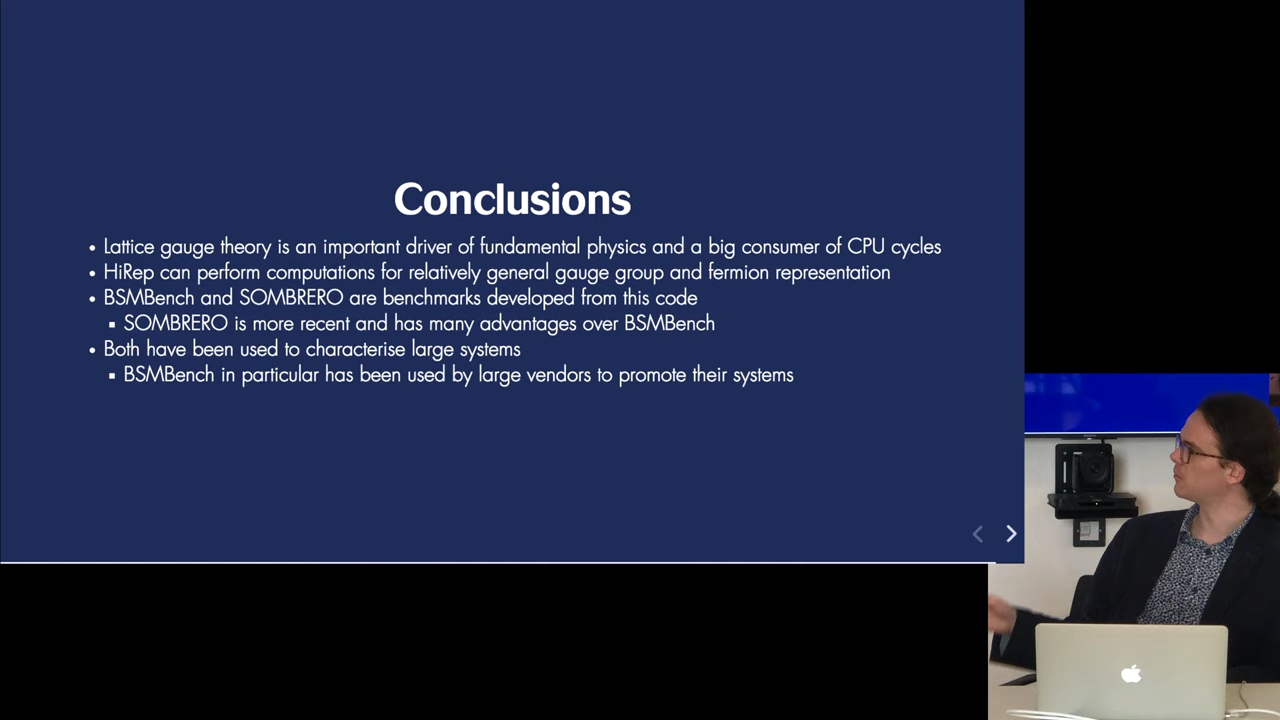 Conclusions
• Lattice gauge theory is an important driver of fundamental physics and a big consumer of CPU cycles
• HiRep can perform computations for relatively general gauge group and fermion representation
• BSMBench and SOMBRERO are benchmarks developed from this code
▪ SOMBRERO is more recent and has many advantages over BSMBench
• Both have been used to characterise large systems
▪ BSMBench in particular has been used by large vendors to promote their systems